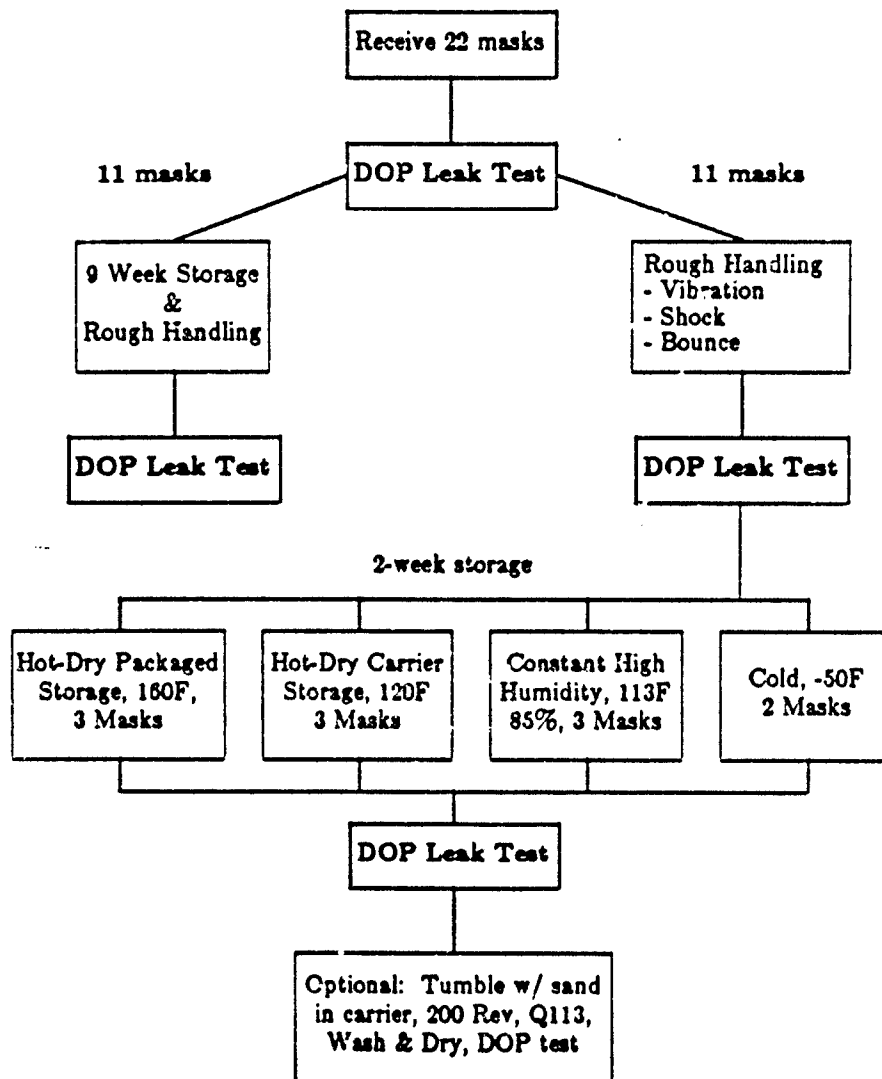 Receive 22 masks
11 masks
DOP Leak Test
11 masks
9 Week Storage
&
Rough Handling
Rough Handling
- Vibration
- Shock
- Bounce
DOP Leak Test
DOP Leak Test
2-week storage
Hot-Dry Packaged
Storage, 160F,
3 Masks
Hot-Dry Carrier
Storage, 120F
3 Masks
Constant High
Humidity, 113F
85%, 3 Masks
Cold, -50F
2 Masks
DOP Leak Test
Optional: Tumble w/ sand
in carrier, 200 Rev, Q113,
Wash & Dry, DOP test